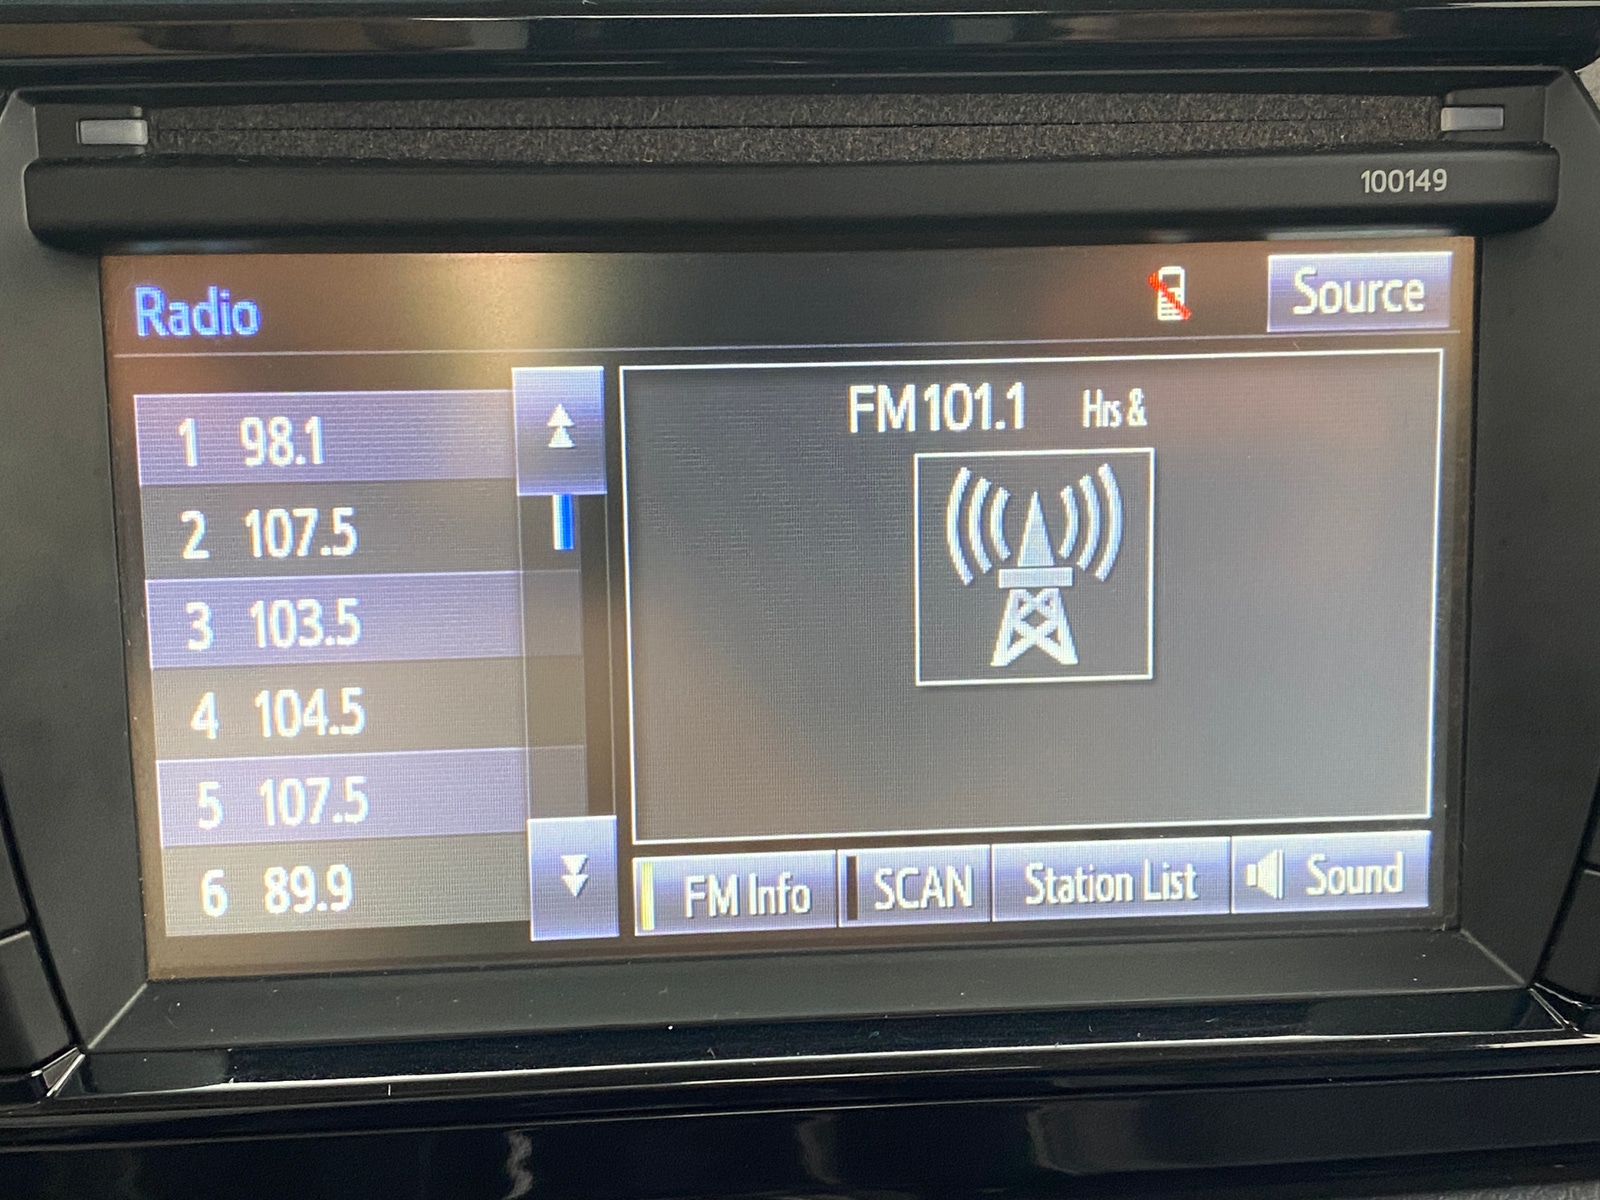 100149
Radio
Source
1 98.1
2 107.5
3 103.5
4 104.5
5 107.5
6 89.9
FM 101.1 Hrs &
FM Info
SCAN
Station List
Sound